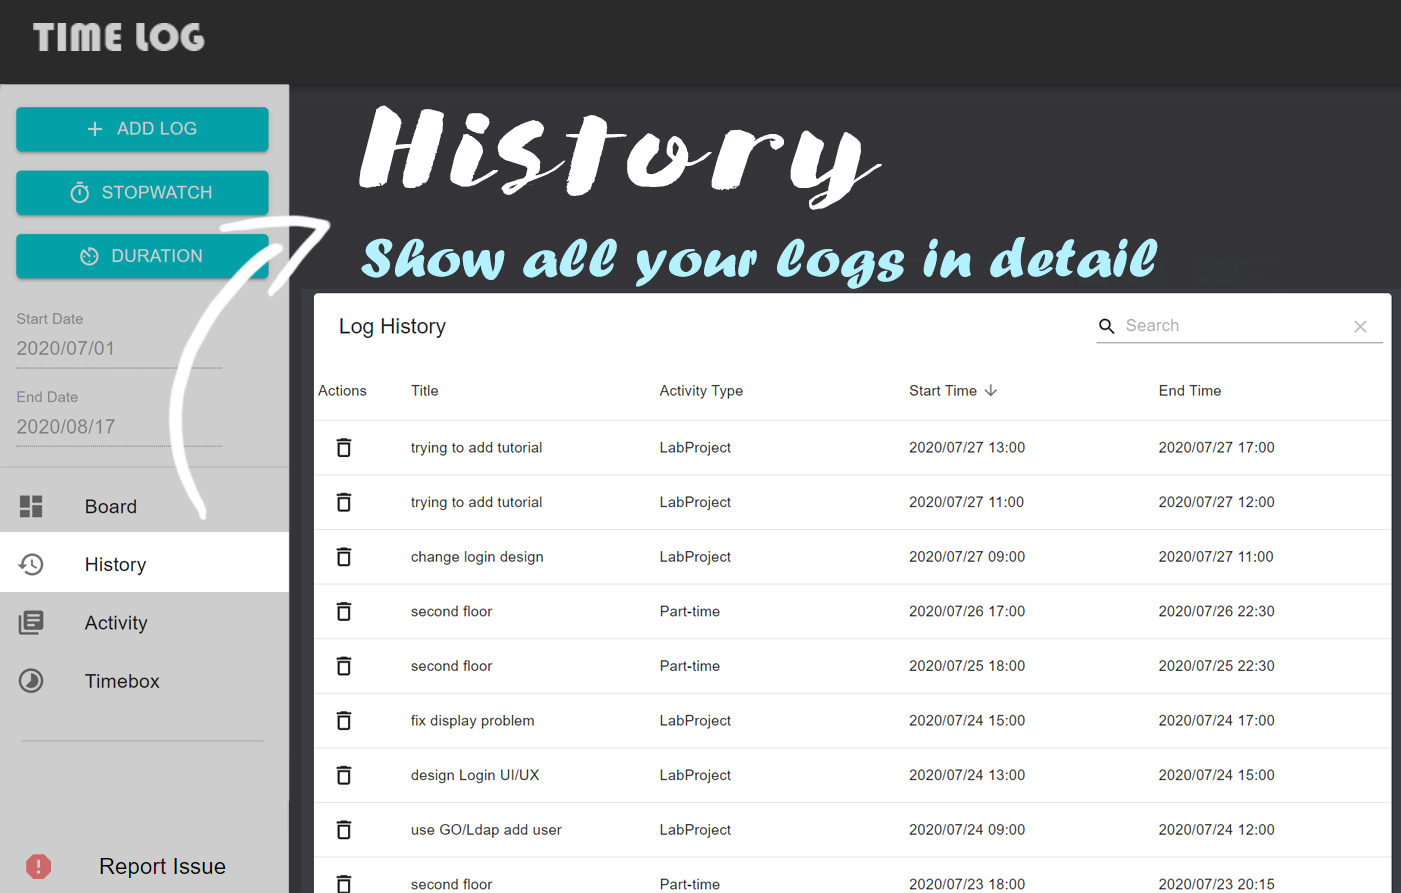 TIME LOG
ADD LOG
STOPWATCH
DURATION
Start Date
2020/07/01
End Date
2020/08/17
Board
History
Activity
Timebox
Report Issue
History
Show all your logs in detail
Log History
Search
Actions Title Activity Type Start Time End Time
trying to add tutorial LabProject 2020/07/27 13:00 2020/07/27 17:00
trying to add tutorial LabProject 2020/07/27 11:00 2020/07/27 12:00
change login design LabProject 2020/07/27 09:00 2020/07/27 11:00
second floor Part-time 2020/07/26 17:00 2020/07/26 22:30
second floor Part-time 2020/07/25 18:00 2020/07/25 22:30
fix display problem LabProject 2020/07/24 15:00 2020/07/24 17:00
design Login UI/UX LabProject 2020/07/24 13:00 2020/07/24 15:00
use GO/Ldap add user LabProject 2020/07/24 09:00 2020/07/24 12:00
second floor Part-time 2020/07/23 18:00 2020/07/23 20:15